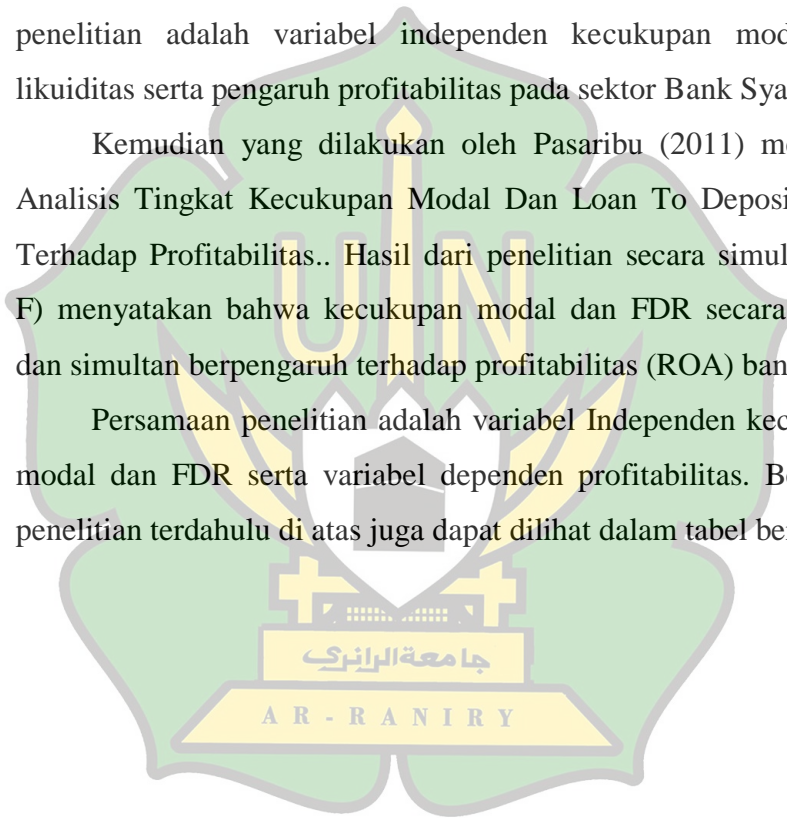 penelitian adalah variabel independen kecukupan mod
likuiditas serta pengaruh profitabilitas pada sektor Bank Sya
Kemudian yang dilakukan oleh Pasaribu (2011) m
Analisis Tingkat Kecukupan Modal Dan Loan To Deposi
Terhadap Profitabilitas.. Hasil dari penelitian secara simul
F) menyatakan bahwa kecukupan modal dan FDR secara
dan simultan berpengaruh terhadap profitabilitas (ROA) ban
Persamaan penelitian adalah variabel Independen kec
modal dan FDR serta variabel dependen profitabilitas. B
penelitian terdahulu di atas juga dapat dilihat dalam tabel ber
UIN
جامعةالرانري
AR-RANIRY